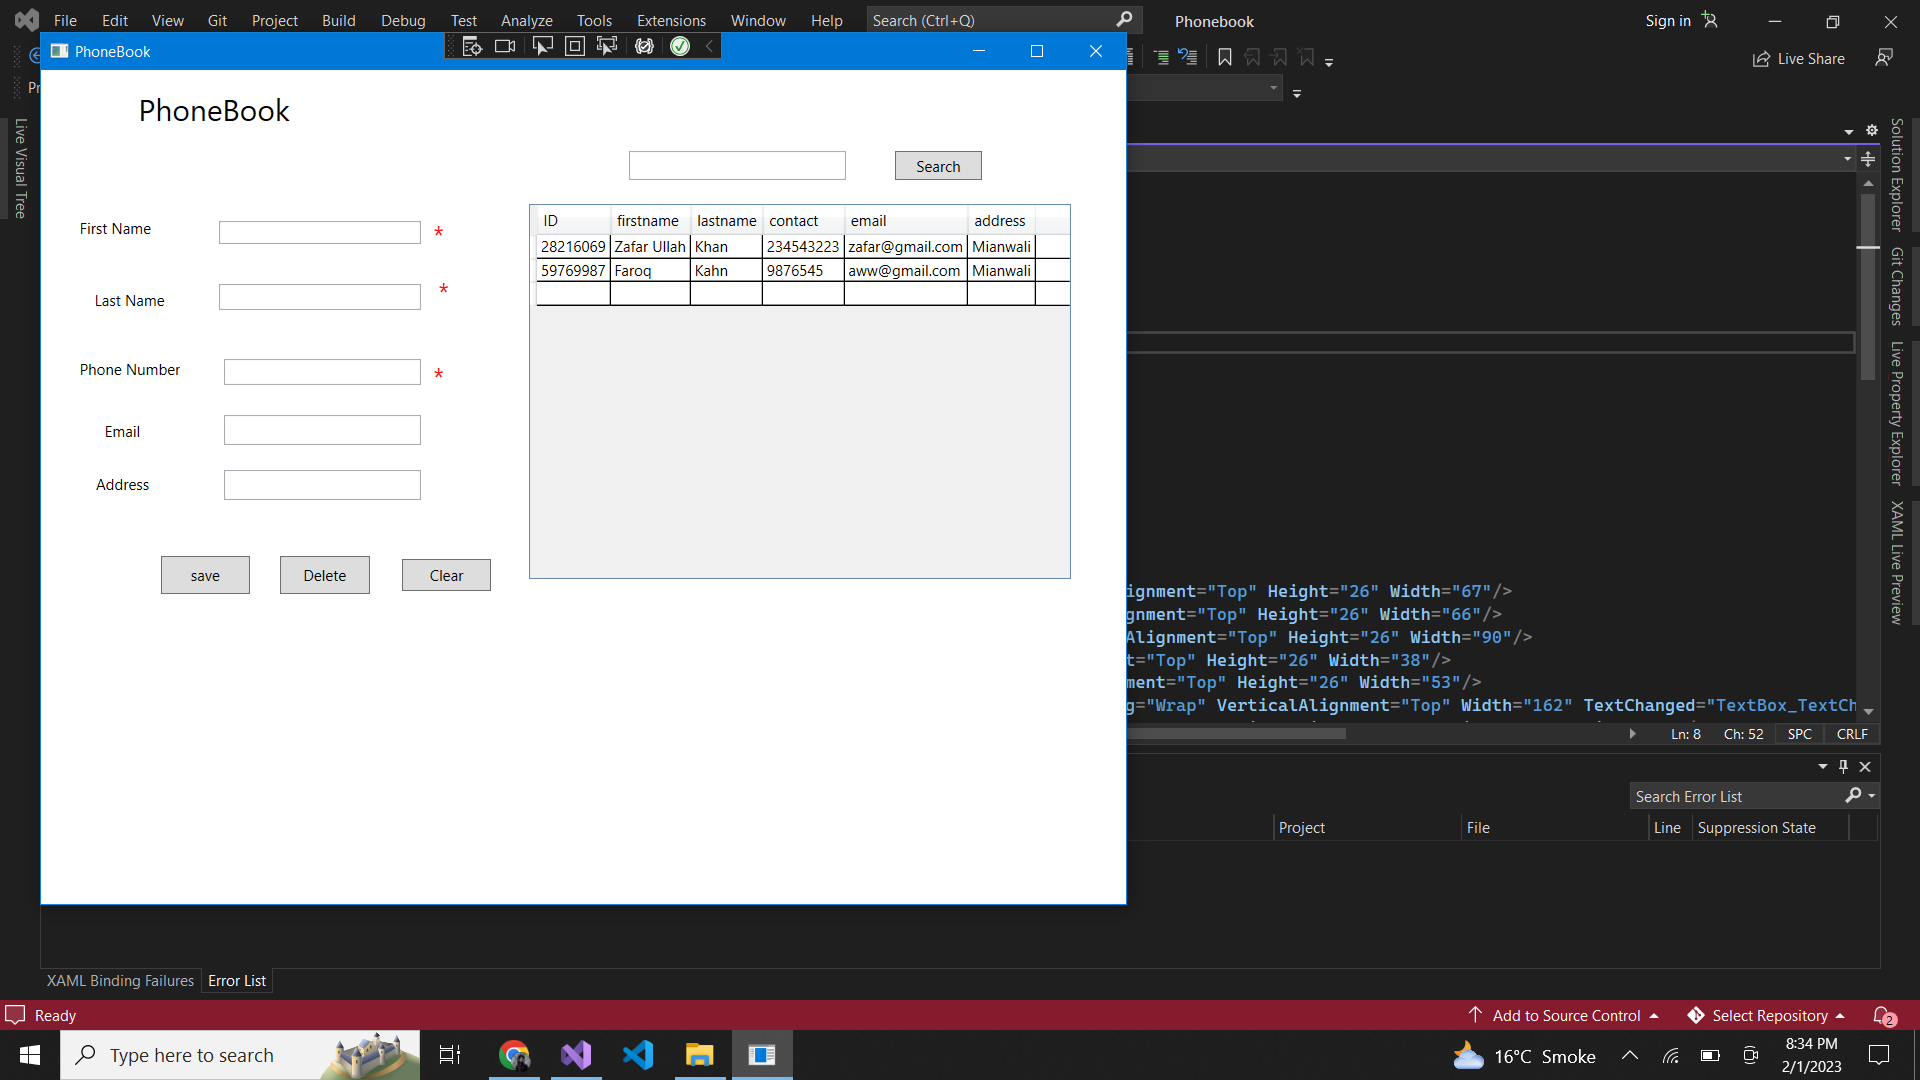 File Edit View Git Project Build Debug Test Analyze Tools Extensions Window Help Search (Ctrl+Q) Phonebook Sign in
PhoneBook
Live Share
Pr
PhoneBook
Search
First Name *
Last Name *
Phone Number *
Email
Address
save Delete Clear
ID firstname lastname contact email address
28216069 Zafar Ullah Khan 234543223 zafar@gmail.com Mianwali
59769987 Faroq Kahn 9876545 aww@gmail.com Mianwali
Live Visual Tree
Solution Explorer
Git Changes
Live Property Explorer
XAML Live Preview
ignment="Top" Height="26" Width="67"/>
gnment="Top" Height="26" Width="66"/>
Alignment="Top" Height="26" Width="90"/>
t="Top" Height="26" Width="38"/>
ment="Top" Height="26" Width="53"/>
g="Wrap" VerticalAlignment="Top" Width="162" TextChanged="TextBox_TextCh
Ln: 8 Ch: 52 SPC CRLF
Search Error List
Project File Line Suppression State
XAML Binding Failures Error List
Ready Add to Source Control Select Repository 2
Type here to search 16°C Smoke 8:34 PM
2/1/2023